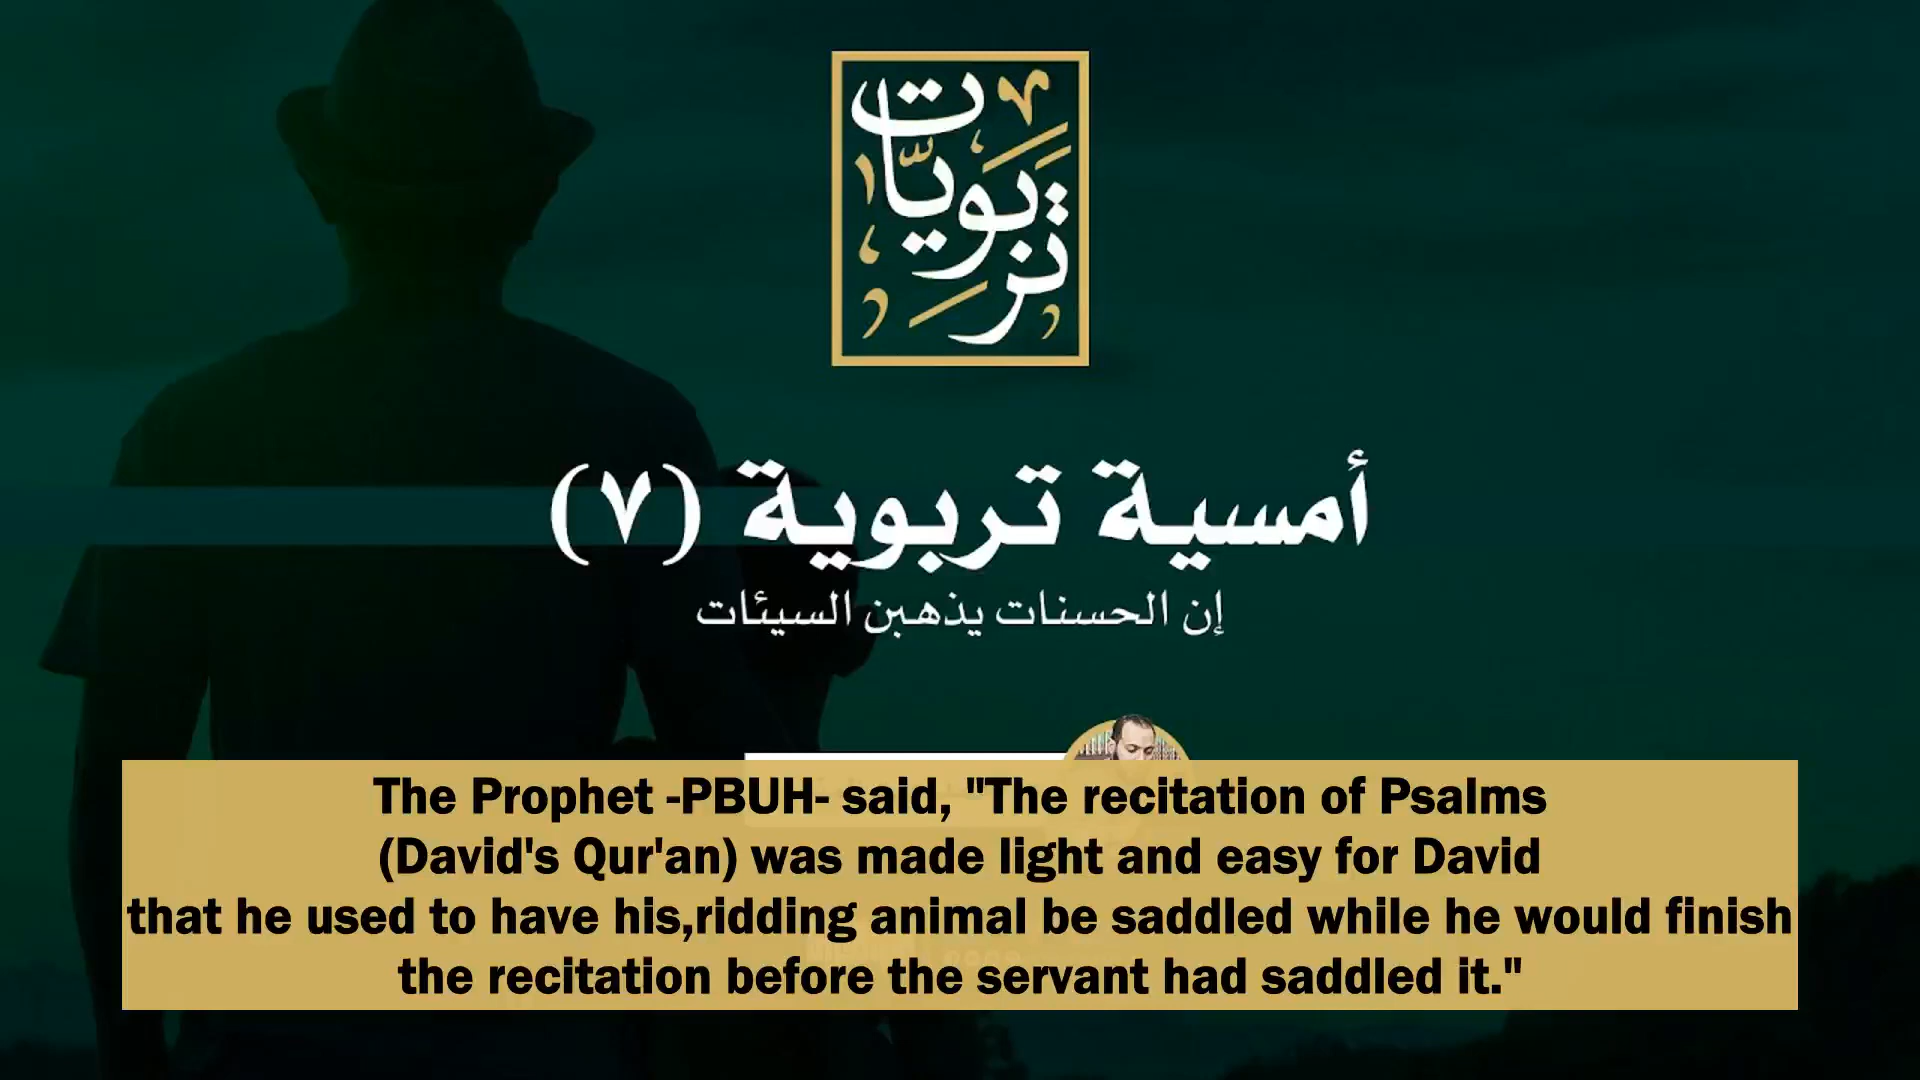 تربويات
أمسية تربوية (٧)
إن الحسنات يذهبن السيئات
The Prophet -PBUH- said, "The recitation of Psalms
(David's Qur'an) was made light and easy for David
that he used to have his,ridding animal be saddled while he would finish
the recitation before the servant had saddled it."